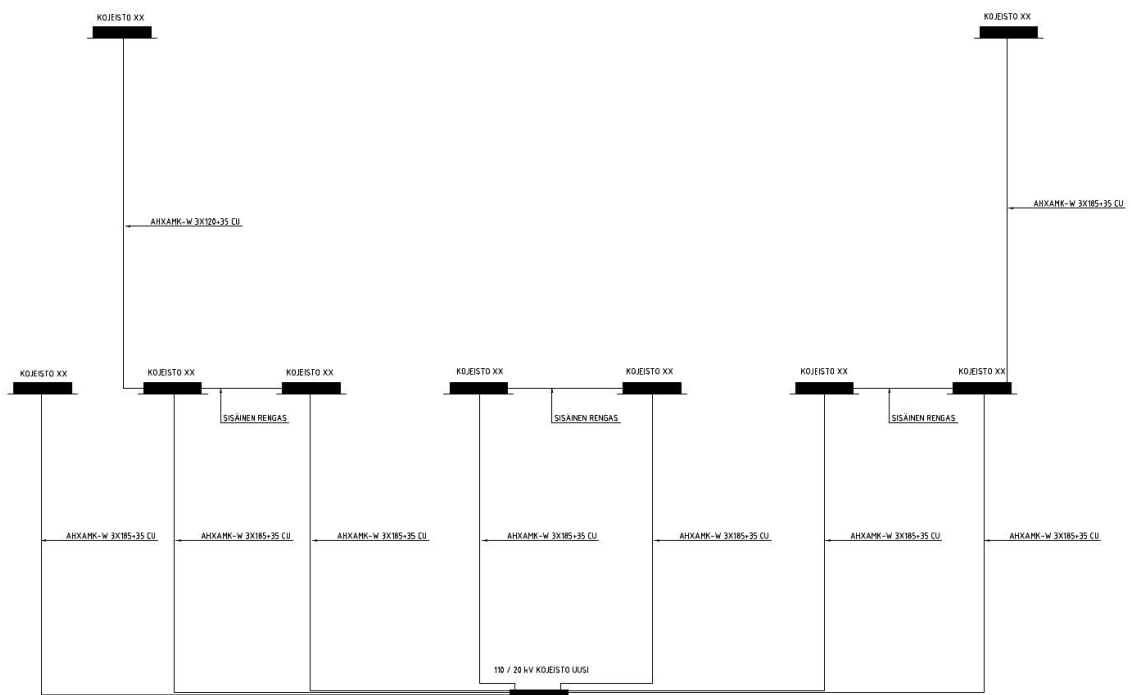 KOJEISTO XX
KOJEISTO XX
AHXAMK-W 3X185+35 CU
AHXAMK-W 3X120+35 CU
KOJEISTO XX
KOJEISTO XX
KOJEISTO XX
KOJEISTO XX
KOJEISTO XX
KOJEISTO XX
KOJEISTO XX
SISÄINEN RENGAS
SISÄINEN RENGAS
SISÄINEN RENGAS
AHXAMK-W 3X185+35 CU
AHXAMK-W 3X185+35 CU
AHXAMK-W 3X185+35 CU
AHXAMK-W 3X185+35 CU
AHXAMK-W 3X185+35 CU
AHXAMK-W 3X185+35 CU
AHXAMK-W 3X185+35 CU
110 / 20 kV KOJEISTO UUSI